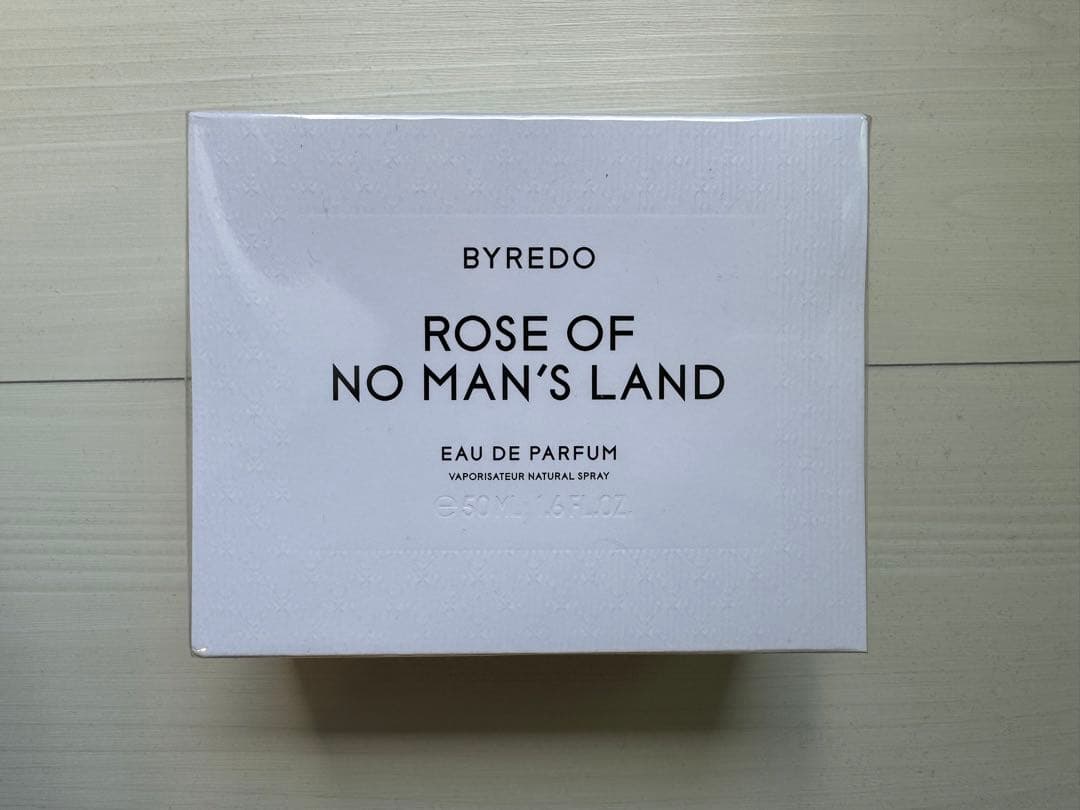 BYREDO
ROSE OF
NO MAN'S LAND
EAU DE PARFUM
VAPORISATEUR NATURAL SPRAY
℮ 50 ML, 1.6 FL.OZ.